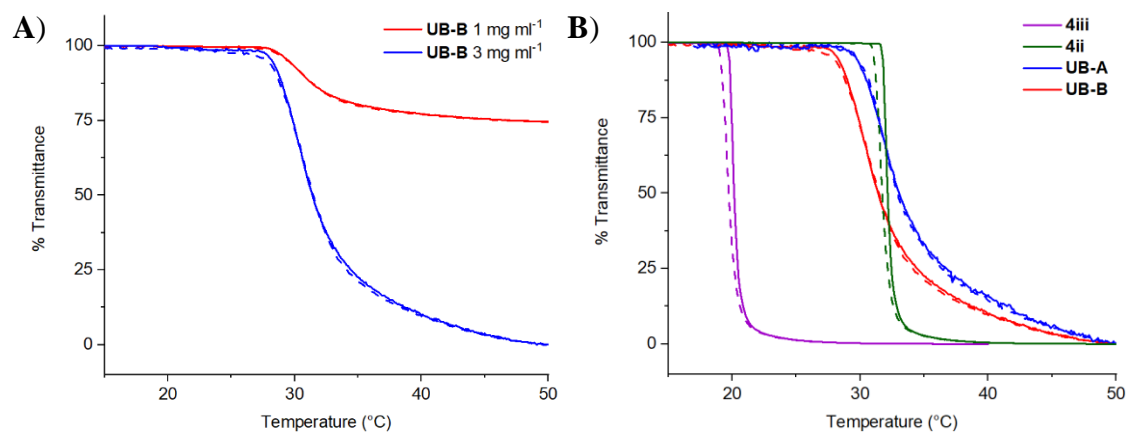 A)
UB-B 1 mg ml⁻¹
UB-B 3 mg ml⁻¹
% Transmittance
100
75
50
25
0
20 30 40 50
Temperature (°C)
B)
4iii
4ii
UB-A
UB-B
% Transmittance
100
75
50
25
0
20 30 40 50
Temperature (°C)